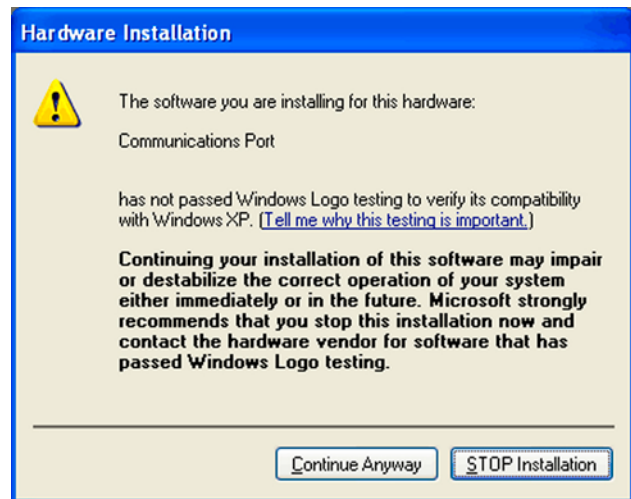 Hardware Installation
The software you are installing for this hardware:
Communications Port
has not passed Windows Logo testing to verify its compatibility
with Windows XP. (Tell me why this testing is important.)
Continuing your installation of this software may impair
or destabilize the correct operation of your system
either immediately or in the future. Microsoft strongly
recommends that you stop this installation now and
contact the hardware vendor for software that has
passed Windows Logo testing.
Continue Anyway
STOP Installation